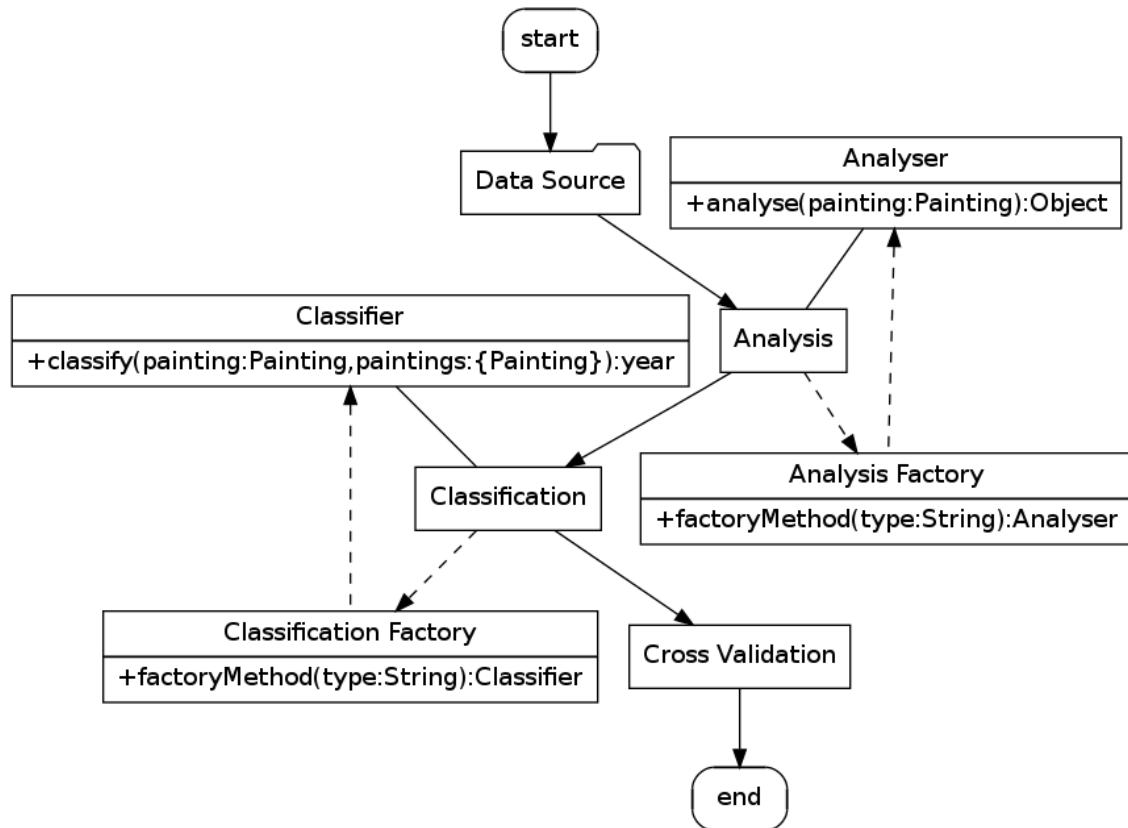 start
Data Source
Analyser
+analyse(painting:Painting):Object
Classifier
+classify(painting:Painting,paintings:{Painting}):year
Analysis
Classification
Analysis Factory
+factoryMethod(type:String):Analyser
Classification Factory
+factoryMethod(type:String):Classifier
Cross Validation
end